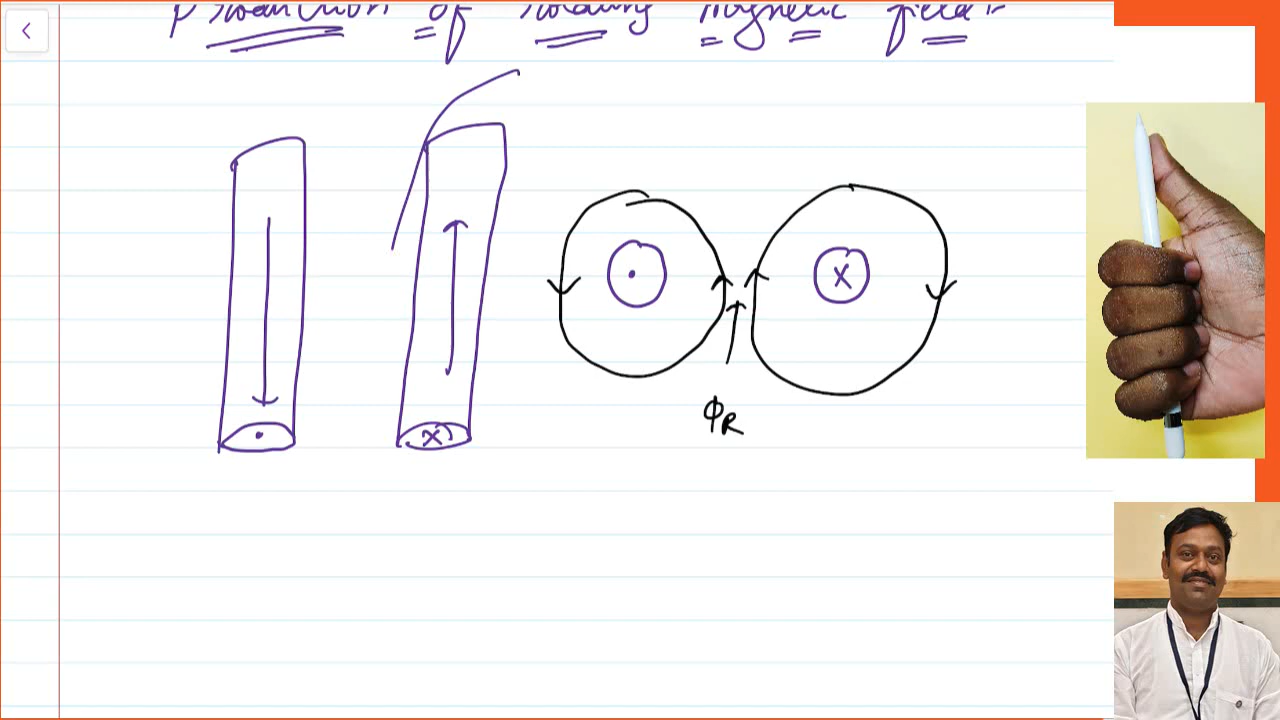 Production of rotating magnetic field:-
X
X
ΦR